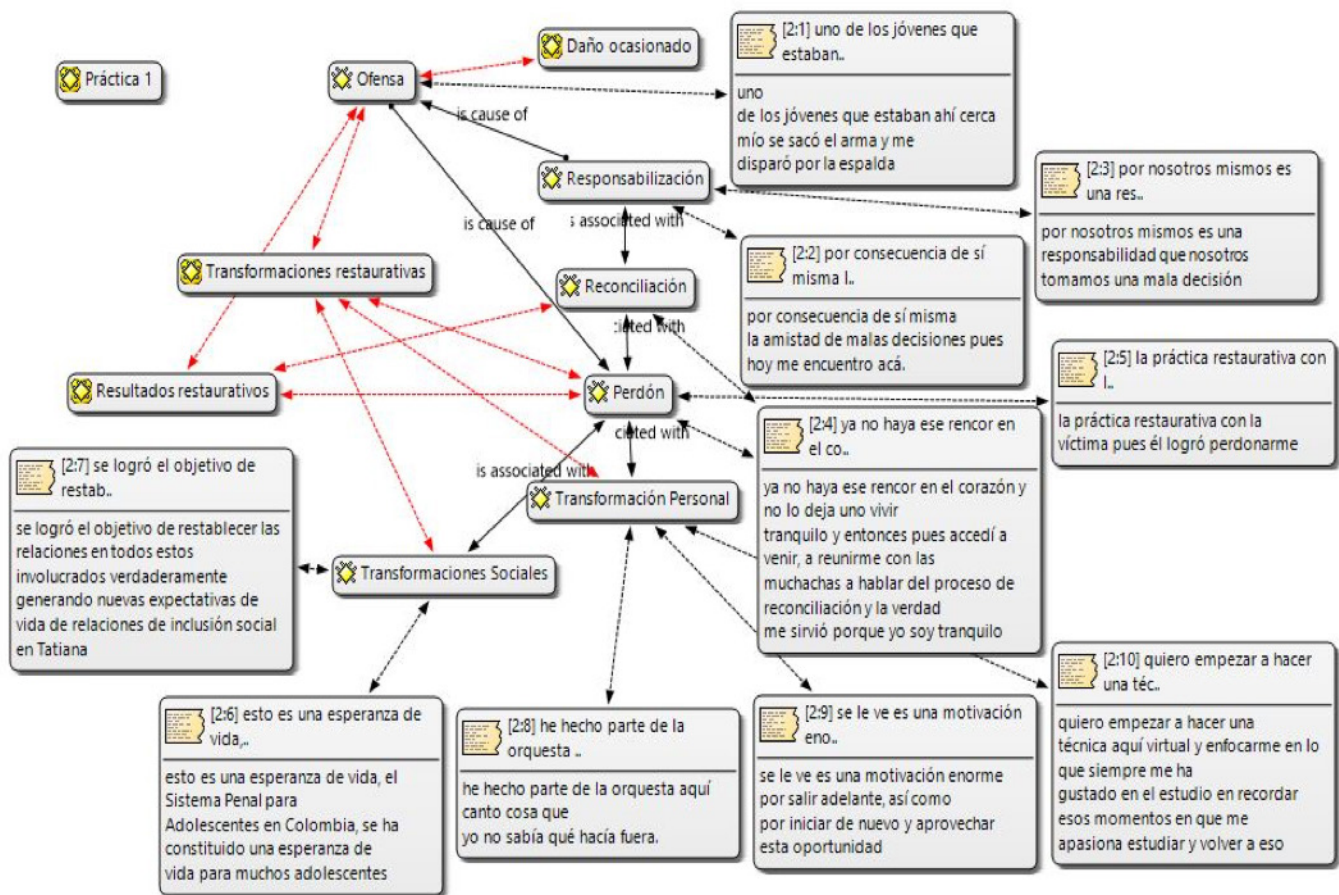 Práctica 1
Ofensa
Daño ocasionado
[2:1] uno de los jóvenes que
estaban..
uno
de los jóvenes que estaban ahí cerca
mío se sacó el arma y me
disparó por la espalda
is cause of
Responsabilización
[2:3] por nosotros mismos es
una res..
por nosotros mismos es una
responsabilidad que nosotros
tomamos una mala decisión
is cause of
s associated with
[2:2] por consecuencia de sí
misma l..
por consecuencia de sí misma
la amistad de malas decisiones pues
hoy me encuentro acá.
Transformaciones restaurativas
Reconciliación
ciated with
[2:5] la práctica restaurativa con
l..
la práctica restaurativa con la
víctima pues él logró perdonarme
Resultados restaurativos
Perdón
ciated with
[2:4] ya no haya ese rencor en
el co..
ya no haya ese rencor en el corazón y
no lo deja uno vivir
tranquilo y entonces pues accedí a
venir, a reunirme con las
muchachas a hablar del proceso de
reconciliación y la verdad
me sirvió porque yo soy tranquilo
[2:7] se logró el objetivo de
restab..
se logró el objetivo de restablecer las
relaciones en todos estos
involucrados verdaderamente
generando nuevas expectativas de
vida de relaciones de inclusión social
en Tatiana
is associated with
Transformación Personal
Transformaciones Sociales
[2:6] esto es una esperanza de
vida,..
esto es una esperanza de vida, el
Sistema Penal para
Adolescentes en Colombia, se ha
constituido una esperanza de
vida para muchos adolescentes
[2:8] he hecho parte de la
orquesta ..
he hecho parte de la orquesta aquí
canto cosa que
yo no sabía qué hacía fuera.
[2:9] se le ve es una motivación
eno..
se le ve es una motivación enorme
por salir adelante, así como
por iniciar de nuevo y aprovechar
esta oportunidad
[2:10] quiero empezar a hacer
una téc..
quiero empezar a hacer una
técnica aquí virtual y enfocarme en lo
que siempre me ha
gustado en el estudio en recordar
esos momentos en que me
apasiona estudiar y volver a eso